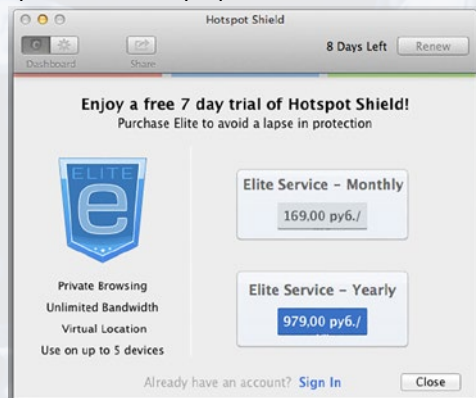 Hotspot Shield
8 Days Left
Renew
Dashboard
Share
Enjoy a free 7 day trial of Hotspot Shield!
Purchase Elite to avoid a lapse in protection
ELITE
e
Elite Service – Monthly
169,00 руб./
Private Browsing
Unlimited Bandwidth
Virtual Location
Use on up to 5 devices
Elite Service – Yearly
979,00 руб./
Already have an account? Sign In
Close